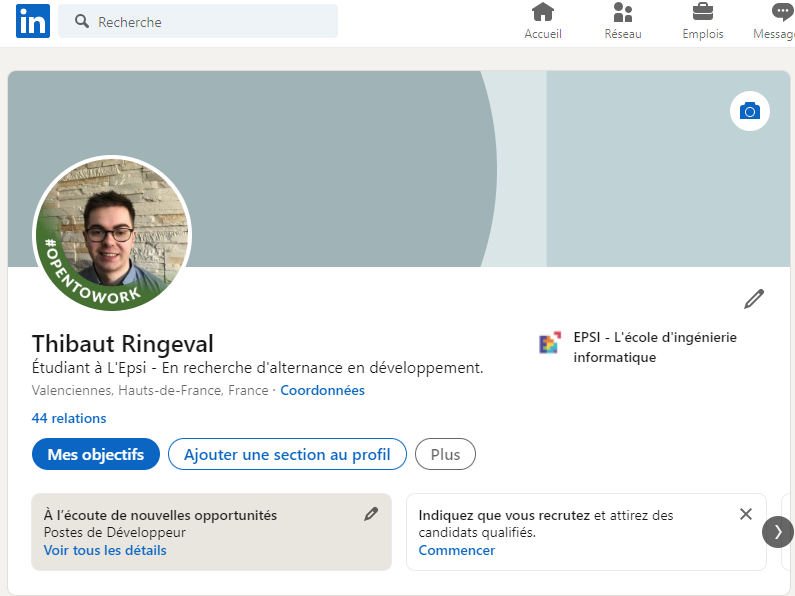 in
Recherche
Accueil
Réseau
Emplois
Messag
#OPENTOWORK
Thibaut Ringeval
Étudiant à L'Epsi - En recherche d'alternance en développement.
Valenciennes, Hauts-de-France, France · Coordonnées
44 relations
EPSI - L'école d'ingénierie
informatique
Mes objectifs
Ajouter une section au profil
Plus
À l’écoute de nouvelles opportunités
Postes de Développeur
Voir tous les détails
Indiquez que vous recrutez et attirez des
candidats qualifiés.
Commencer